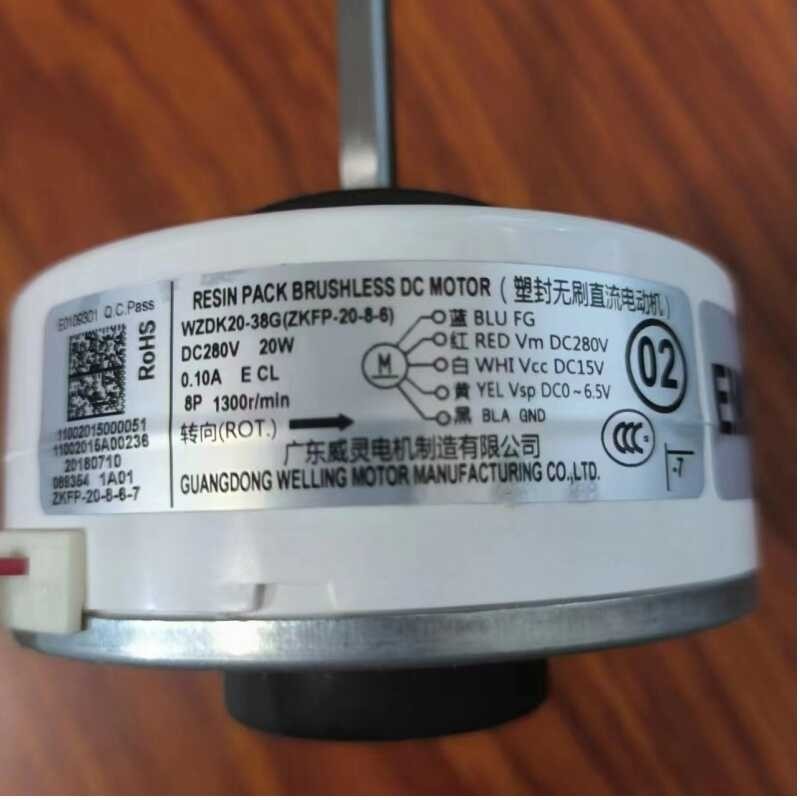 E0109301 Q.C.Pass
RoHS
11002015000051
11002015A00236
20180710
089354 1A01
ZKFP-20-8-6-7
RESIN PACK BRUSHLESS DC MOTOR (塑封无刷直流电动机)
WZDK20-38G(ZKFP-20-8-6)
DC280V 20W
0.10A E CL
8P 1300r/min
转向(ROT.)
M
蓝 BLU FG
红 RED Vm DC280V
白 WHI Vcc DC15V
黄 YEL Vsp DC0~6.5V
黑 BLA GND
02
广东威灵电机制造有限公司
GUANGDONG WELLING MOTOR MANUFACTURING CO.,LTD.
CCC S
-7